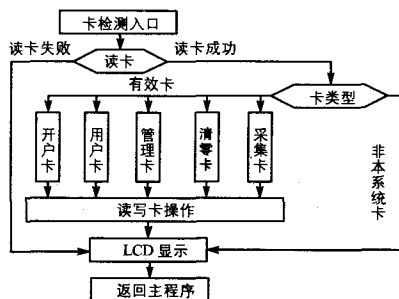 卡检测入口
读卡失败
读卡
读卡成功
有效卡
卡类型
开户卡
用户卡
管理卡
清零卡
采集卡
非本系统卡
读写卡操作
LCD 显示
返回主程序